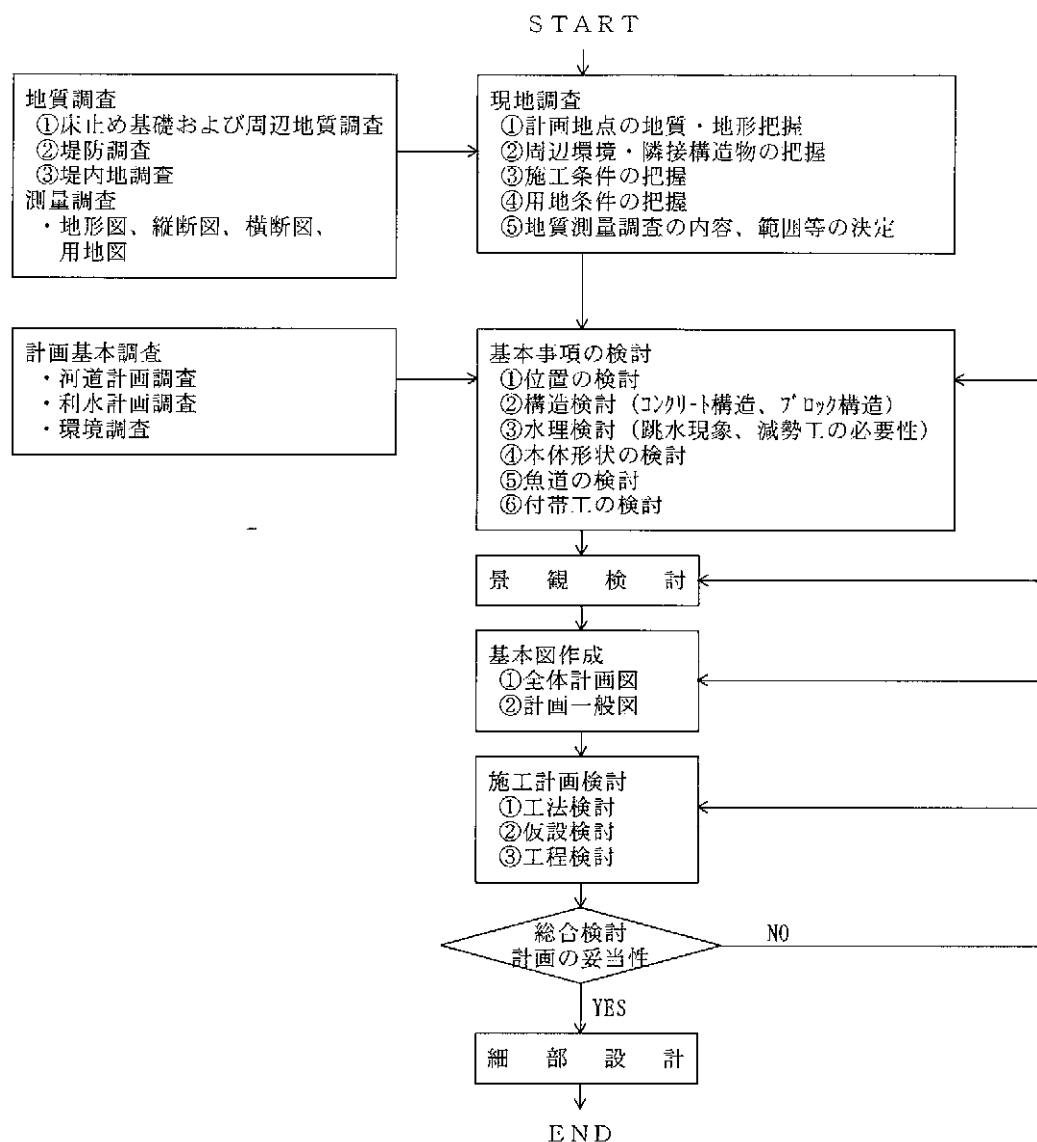 START
地質調査
①床止め基礎および周辺地質調査
②堤防調査
③堤内地調査
測量調査
・地形図、縦断図、横断図、
用地図
現地調査
①計画地点の地質・地形把握
②周辺環境・隣接構造物の把握
③施工条件の把握
④用地条件の把握
⑤地質測量調査の内容、範囲等の決定
計画基本調査
・河道計画調査
・利水計画調査
・環境調査
基本事項の検討
①位置の検討
②構造検討（ｺﾝｸﾘｰﾄ構造、ﾌﾞﾛｯｸ構造）
③水理検討（跳水現象、減勢工の必要性）
④本体形状の検討
⑤魚道の検討
⑥付帯工の検討
景観検討
基本図作成
①全体計画図
②計画一般図
施工計画検討
①工法検討
②仮設検討
③工程検討
総合検討
計画の妥当性
NO
YES
細部設計
END